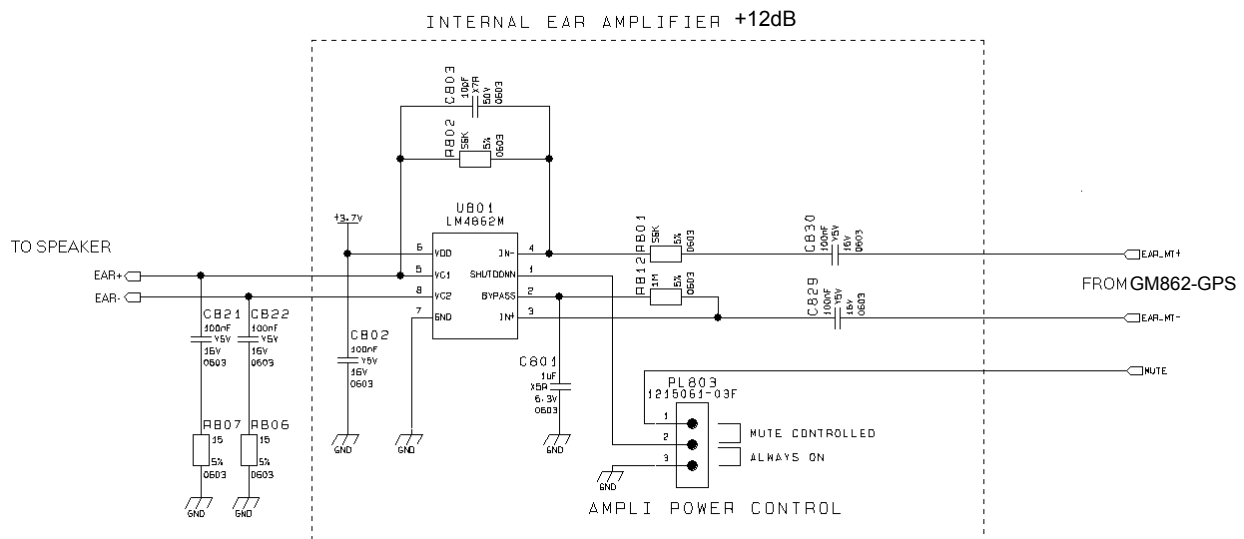 INTERNAL EAR AMPLIFIER +12dB
C803
10pF
X7R
50V
0603
R802
56K
5%
0603
+3.7V
U801
LM4862M
TO SPEAKER
EAR+
EAR-
6 VDD IN- 4
5 VO1 SHUTDOWN 1
8 VO2 BYPASS 2
7 GND IN+ 3
R801
56K
5%
0603
R812
1M
5%
0603
C830
100nF
Y5V
16V
0603
C829
100nF
Y5V
16V
0603
EAR_MT+
FROM GM862-GPS
EAR_MT-
MUTE
C821
100nF
Y5V
16V
0603
C822
100nF
Y5V
16V
0603
C802
100nF
Y5V
16V
0603
C801
1uF
X5R
6.3V
0603
PL803
1215061-03F
1
2
3
MUTE CONTROLLED
ALWAYS ON
R807
15
5%
0603
R806
15
5%
0603
GND
GND
GND
GND
GND
GND
AMPLI POWER CONTROL